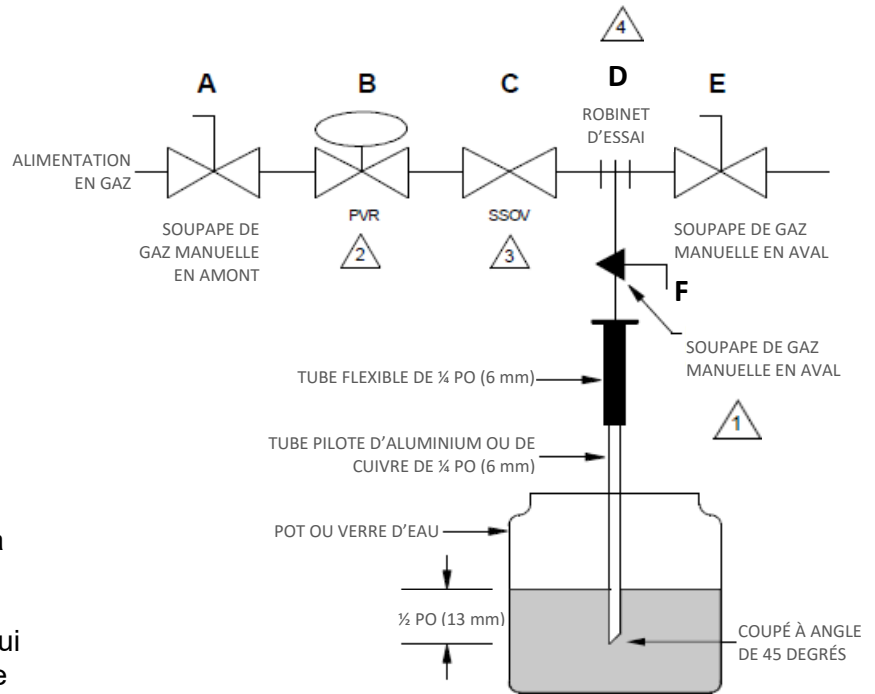 4
A
B
C
D
E
ROBINET
D'ESSAI
ALIMENTATION
EN GAZ
SOUPAPE DE
GAZ MANUELLE
EN AMONT
PVR
2
SSOV
3
SOUPAPE DE GAZ
MANUELLE EN AVAL
F
SOUPAPE DE GAZ
MANUELLE EN AVAL
1
TUBE FLEXIBLE DE ¼ PO (6 mm)
TUBE PILOTE D'ALUMINIUM OU DE
CUIVRE DE ¼ PO (6 mm)
POT OU VERRE D'EAU
½ PO (13 mm)
COUPÉ À ANGLE
DE 45 DEGRÉS
a
ui
e